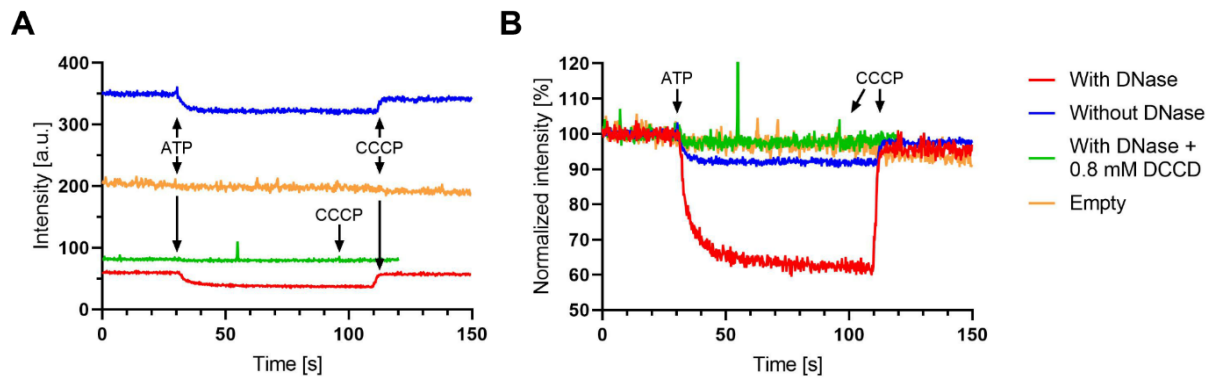 A
Intensity [a.u.]
400
300
200
100
0
ATP
CCCP
CCCP
0
50
100
150
Time [s]
B
Normalized intensity [%]
120
110
100
90
80
70
60
50
ATP
CCCP
0
50
100
150
Time [s]
With DNase
Without DNase
With DNase +
0.8 mM DCCD
Empty